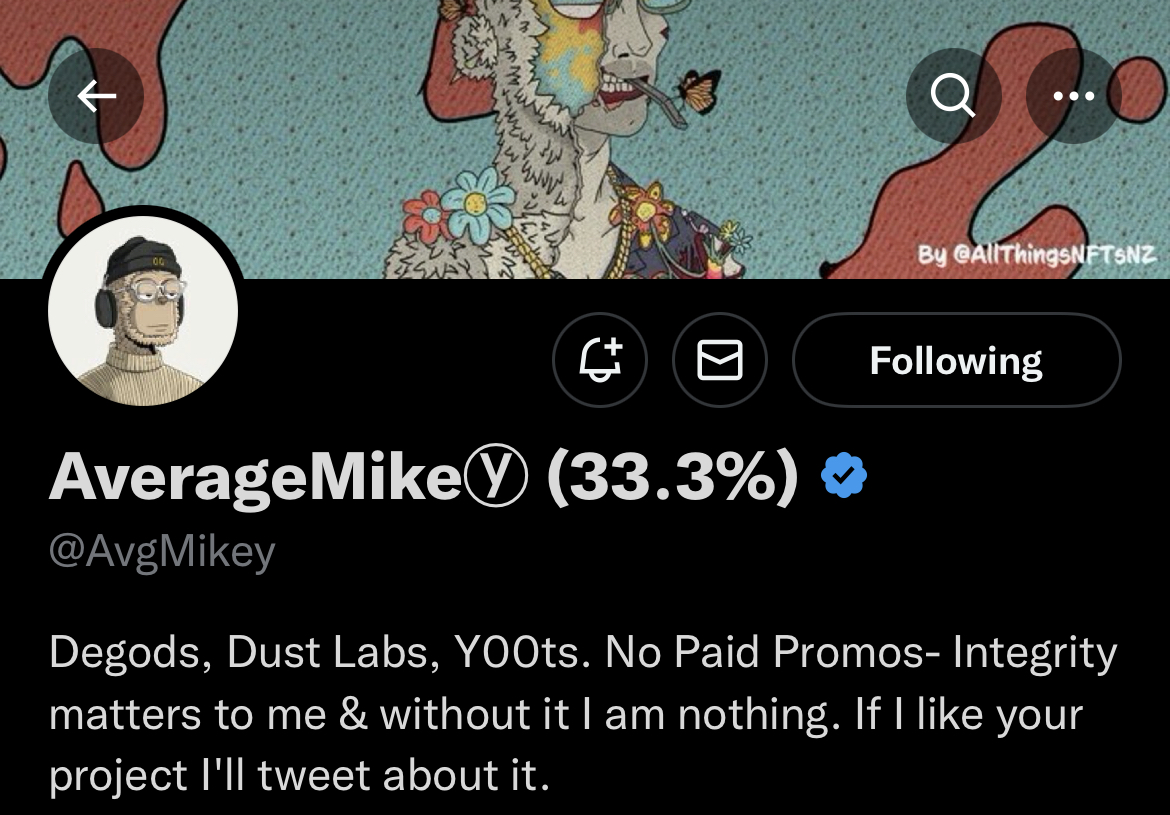 By @AllThingsNFTsNZ
Following
AverageMikeⓨ (33.3%)
@AvgMikey
Degods, Dust Labs, Y00ts. No Paid Promos- Integrity
matters to me & without it I am nothing. If I like your
project I'll tweet about it.